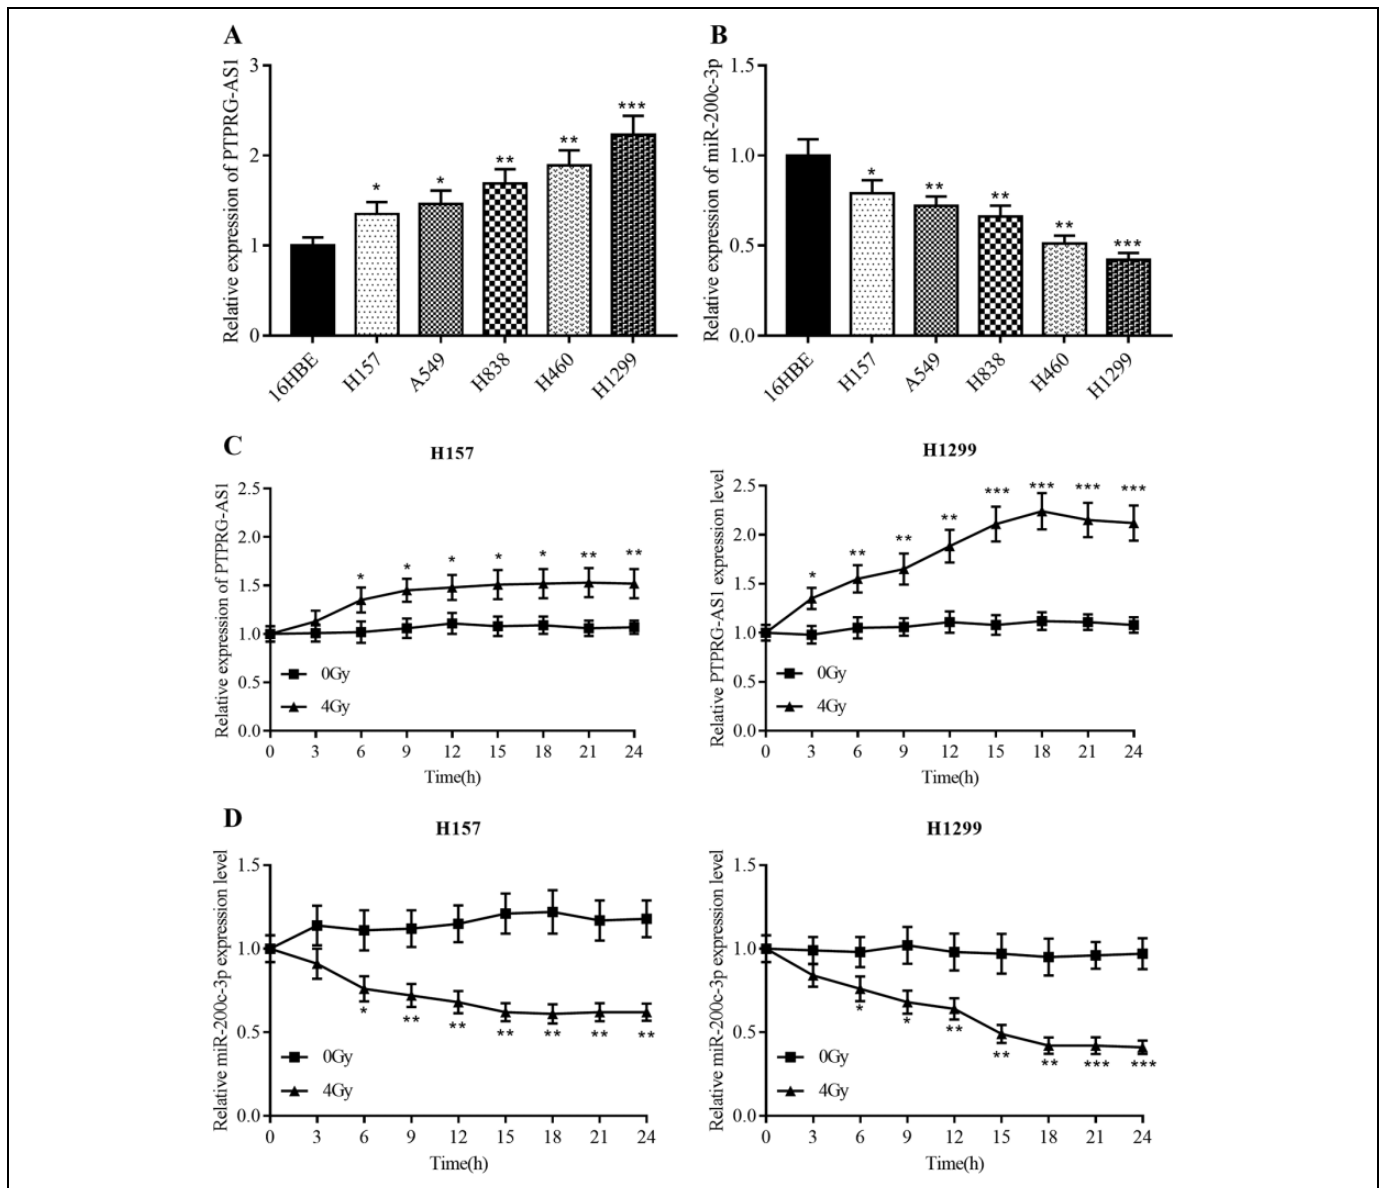 A
B
Relative expression of PTPRG-AS1
3
2
1
0
*
*
**
**
***
16HBE
H157
A549
H838
H460
H1299
Relative expression of miR-200c-3p
1.5
1.0
0.5
0.0
*
**
**
**
***
16HBE
H157
A549
H838
H460
H1299
C
H157
Relative expression of PTPRG-AS1
2.5
2.0
1.5
1.0
0.5
0.0
* * * * * ** **
0Gy
4Gy
0 3 6 9 12 15 18 21 24
Time(h)
H1299
Relative PTPRG-AS1 expression level
2.5
2.0
1.5
1.0
0.5
0.0
* ** ** ** *** *** *** ***
0Gy
4Gy
0 3 6 9 12 15 18 21 24
Time(h)
D
H157
Relative miR-200c-3p expression level
1.5
1.0
0.5
0.0
* ** ** ** ** ** **
0Gy
4Gy
0 3 6 9 12 15 18 21 24
Time(h)
H1299
Relative miR-200c-3p expression level
1.5
1.0
0.5
0.0
* * ** ** ** *** ***
0Gy
4Gy
0 3 6 9 12 15 18 21 24
Time(h)